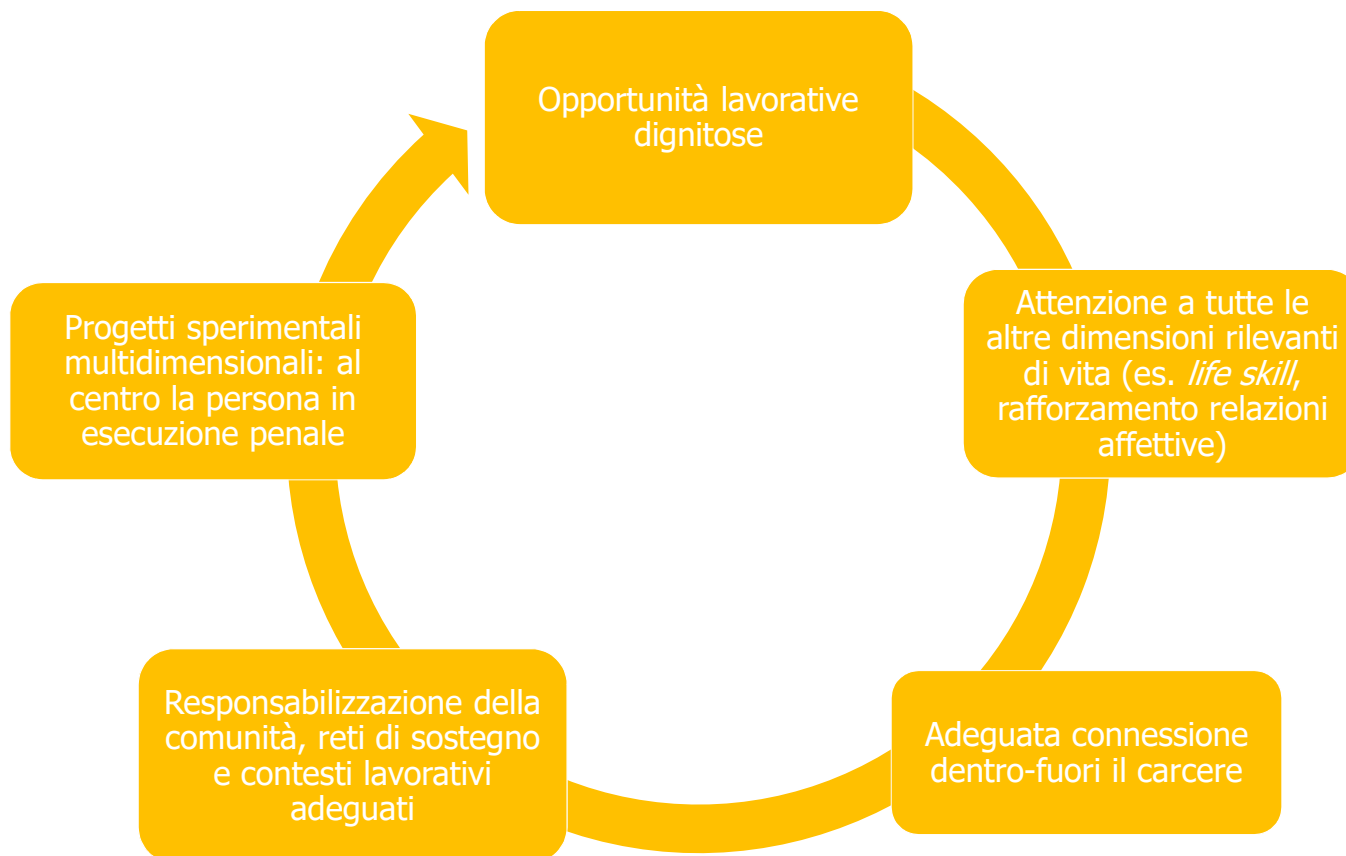 Opportunità lavorative
dignitose
Attenzione a tutte le
altre dimensioni rilevanti
di vita (es. life skill,
rafforzamento relazioni
affettive)
Adeguata connessione
dentro-fuori il carcere
Responsabilizzazione della
comunità, reti di sostegno
e contesti lavorativi
adeguati
Progetti sperimentali
multidimensionali: al
centro la persona in
esecuzione penale